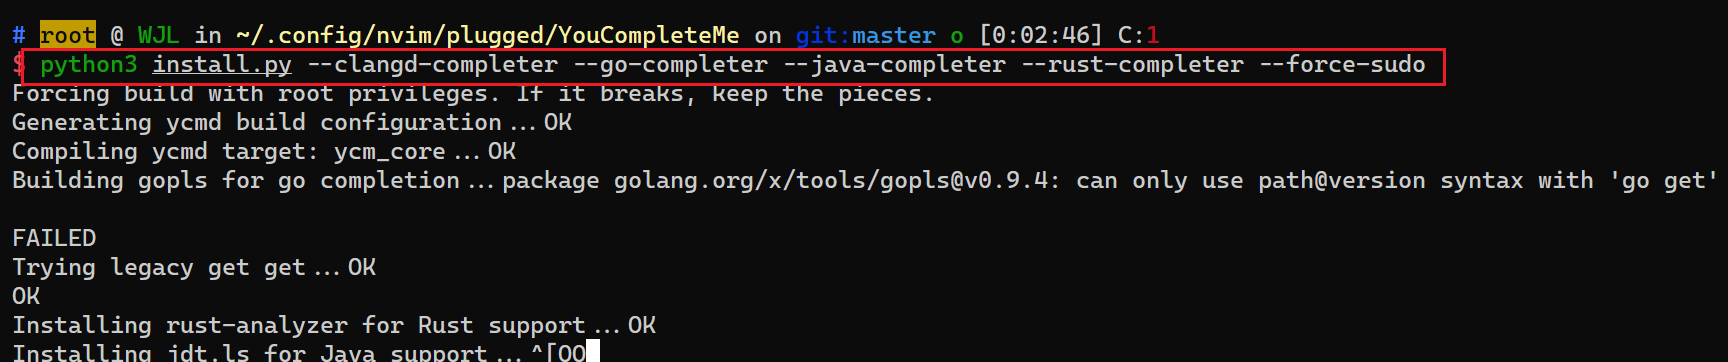 # root @ WJL in ~/.config/nvim/plugged/YouCompleteMe on git:master o [0:02:46] C:1
$ python3 install.py --clangd-completer --go-completer --java-completer --rust-completer --force-sudo
Forcing build with root privileges. If it breaks, keep the pieces.
Generating ycmd build configuration...OK
Compiling ycmd target: ycm_core...OK
Building gopls for go completion...package golang.org/x/tools/gopls@v0.9.4: can only use path@version syntax with 'go get'
FAILED
Trying legacy get get...OK
OK
Installing rust-analyzer for Rust support...OK
Installing jdt.ls for Java support...^[OO